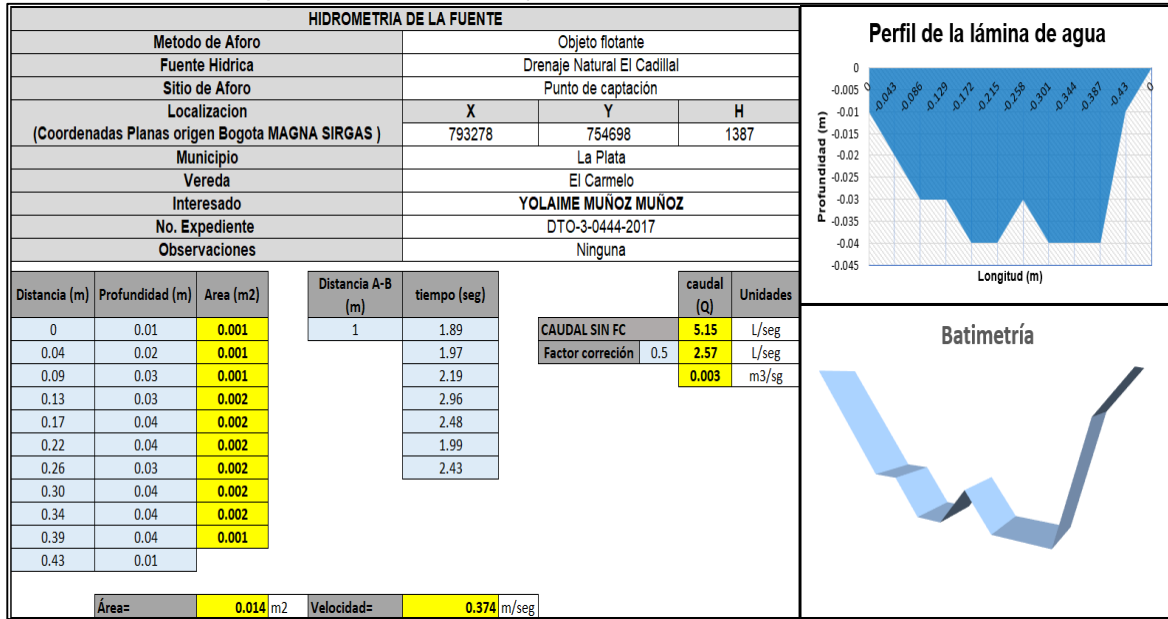 HIDROMETRIA DE LA FUENTE
Metodo de Aforo Objeto flotante
Fuente Hidrica Drenaje Natural El Cadillal
Sitio de Aforo Punto de captación
Localizacion X Y H
(Coordenadas Planas origen Bogota MAGNA SIRGAS ) 793278 754698 1387
Municipio La Plata
Vereda El Carmelo
Interesado YOLAIME MUÑOZ MUÑOZ
No. Expediente DTO-3-0444-2017
Observaciones Ninguna
Distancia (m) Profundidad (m) Area (m2)
0 0.01 0.001
0.04 0.02 0.001
0.09 0.03 0.001
0.13 0.03 0.002
0.17 0.04 0.002
0.22 0.04 0.002
0.26 0.03 0.002
0.30 0.04 0.002
0.34 0.04 0.002
0.39 0.04 0.001
0.43 0.01
Distancia A-B
(m)
tiempo (seg)
1 1.89
1.97
2.19
2.96
2.48
1.99
2.43
caudal
(Q)
Unidades
CAUDAL SIN FC 5.15 L/seg
Factor correción 0.5 2.57 L/seg
0.003 m3/sg
Área= 0.014 m2 Velocidad= 0.374 m/seg
Perfil de la lámina de agua
Profundidad (m)
0
-0.005
-0.01
-0.015
-0.02
-0.025
-0.03
-0.035
-0.04
-0.045
0 -0.043 -0.086 -0.129 -0.172 -0.215 -0.258 -0.301 -0.344 -0.387 -0.43 0
Longitud (m)
Batimetría